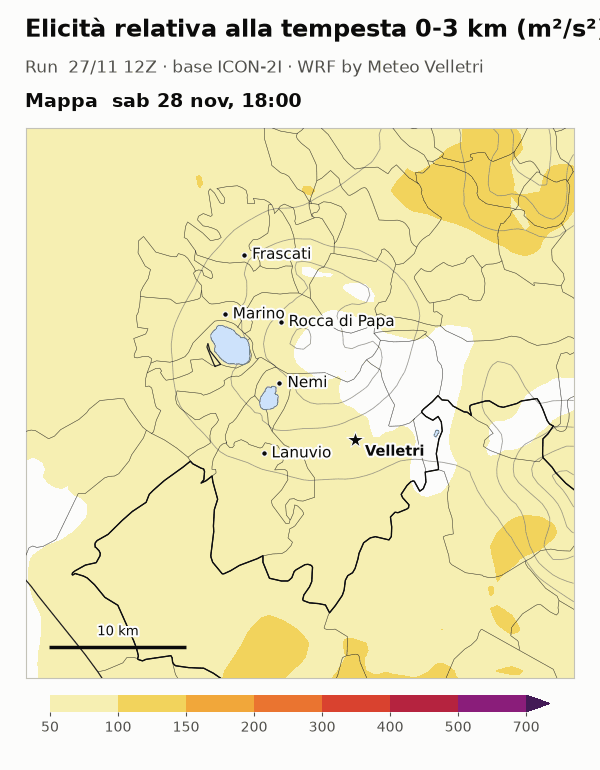 Elicità relativa alla tempesta 0-3 km (m²/s²)
Run 27/11 12Z · base ICON-2I · WRF by Meteo Velletri
Mappa sab 28 nov, 18:00
Frascati
Marino
Rocca di Papa
Nemi
Velletri
Lanuvio
10 km
50 100 150 200 300 400 500 700